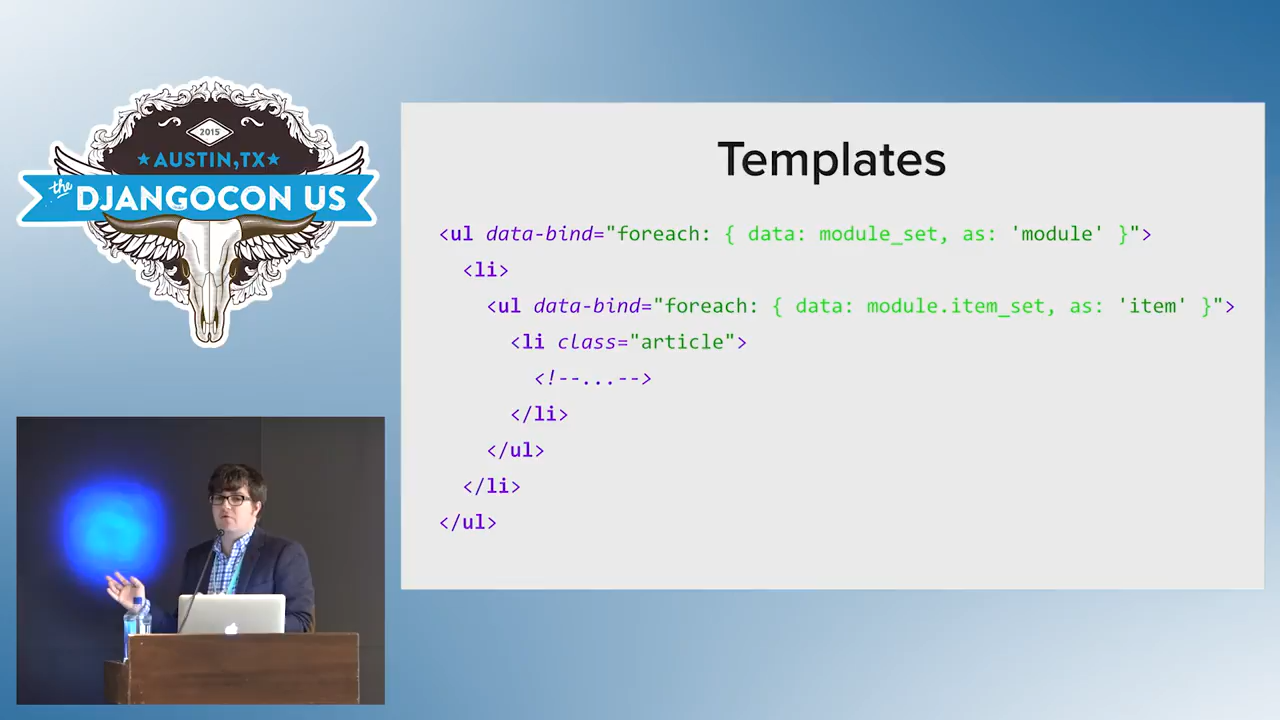 2015
★AUSTIN,TX★
the DJANGOCON US
Templates
<ul data-bind="foreach: { data: module_set, as: 'module' }">
<li>
<ul data-bind="foreach: { data: module.item_set, as: 'item' }">
<li class="article">
<!--...-->
</li>
</ul>
</li>
</ul>